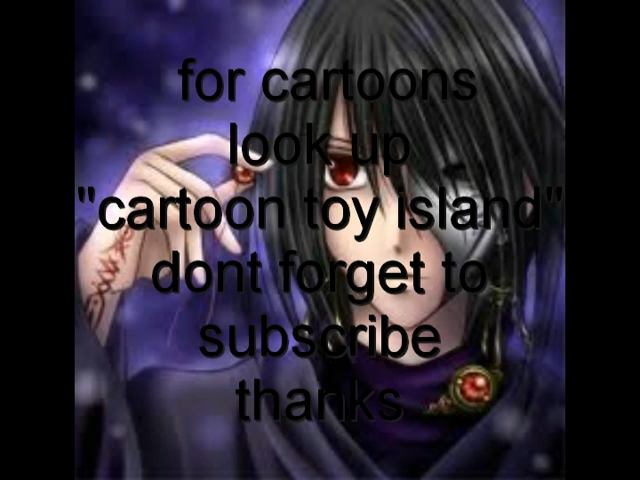 for cartoons
look up
"cartoon toy island"
dont forget to
subscribe
thanks